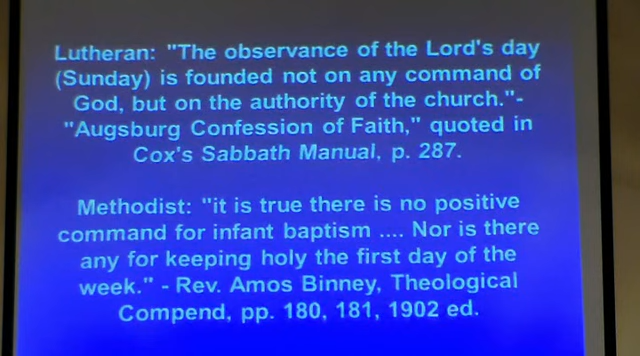 Lutheran: "The observance of the Lord's day
(Sunday) is founded not on any command of
God, but on the authority of the church."-
"Augsburg Confession of Faith," quoted in
Cox's Sabbath Manual, p. 287.
Methodist: "it is true there is no positive
command for infant baptism .... Nor is there
any for keeping holy the first day of the
week." - Rev. Amos Binney, Theological
Compend, pp. 180, 181, 1902 ed.